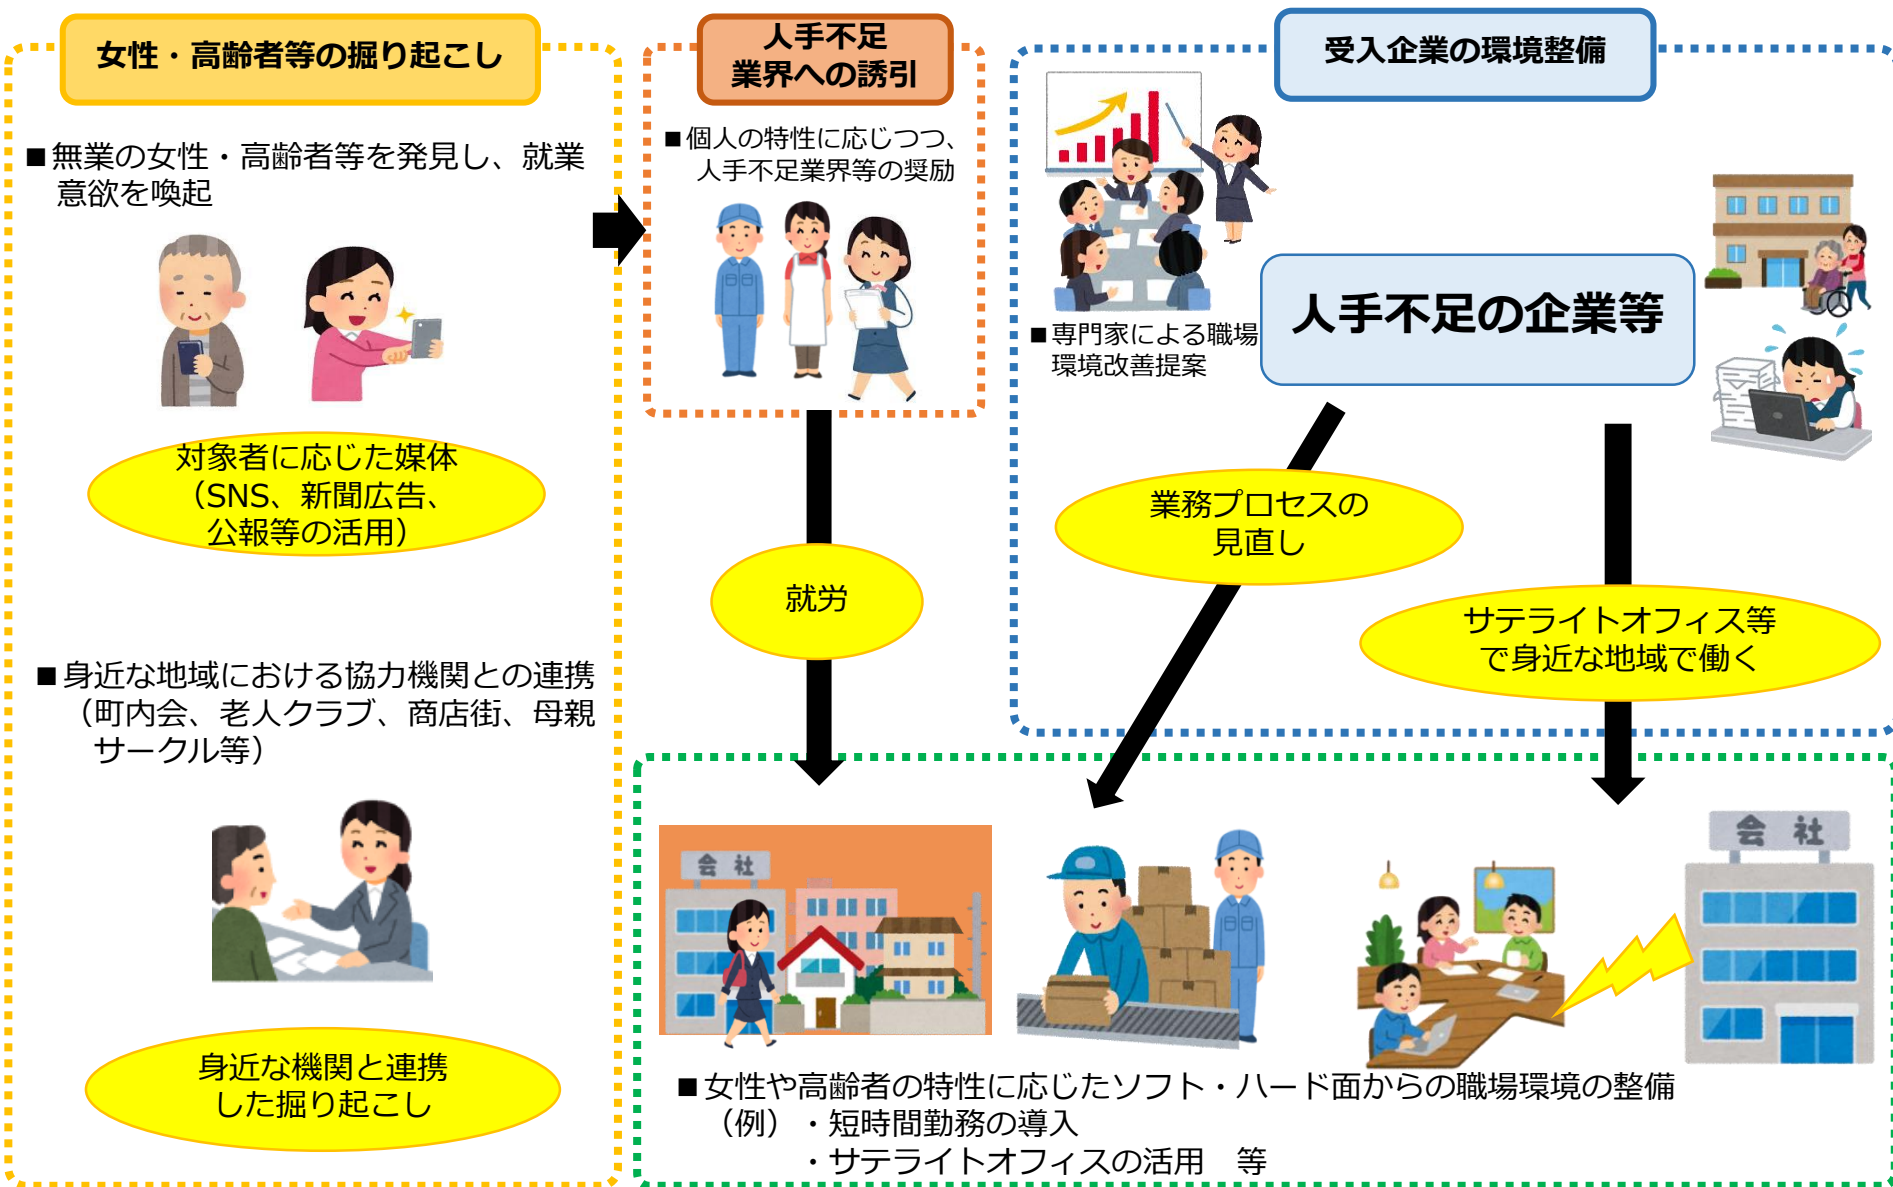 女性・高齢者等の掘り起こし
■無業の女性・高齢者等を発見し、就業
意欲を喚起
対象者に応じた媒体
（SNS、新聞広告、
公報等の活用）
■身近な地域における協力機関との連携
（町内会、老人クラブ、商店街、母親
サークル等）
身近な機関と連携
した掘り起こし
人手不足
業界への誘引
■個人の特性に応じつつ、
人手不足業界等の奨励
就労
受入企業の環境整備
人手不足の企業等
■専門家による職場
環境改善提案
業務プロセスの
見直し
サテライトオフィス等
で身近な地域で働く
会社
会社
■女性や高齢者の特性に応じたソフト・ハード面からの職場環境の整備
（例）・短時間勤務の導入
・サテライトオフィスの活用　等